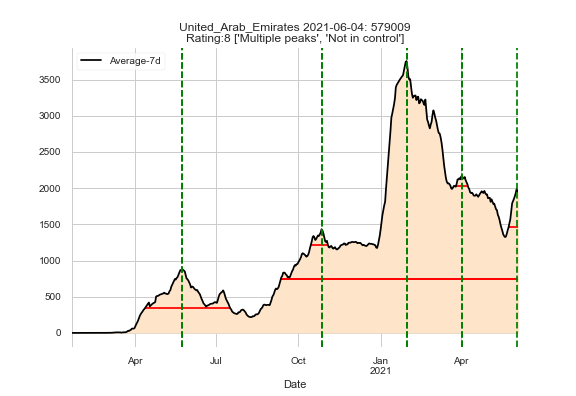 United_Arab_Emirates 2021-06-04: 579009
Rating:8 ['Multiple peaks', 'Not in control']
Average-7d
3500
3000
2500
2000
1500
1000
500
0
Apr
Jul
Oct
Jan
2021
Apr
Date